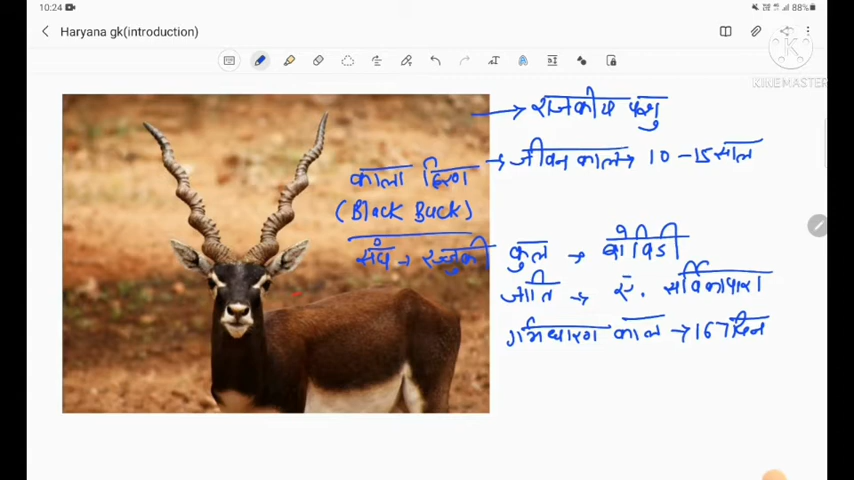 10:24
88%
Haryana gk(introduction)
KINEMASTER
→ राजकीय पशु
काला हिरण
(Black Buck)
→ जीवन काल → 10-15 साल
संघ → रज्जुकी
कुल → बोविडी
जाति → ए. सर्विकापरा
गर्भधारण काल → 167 दिन